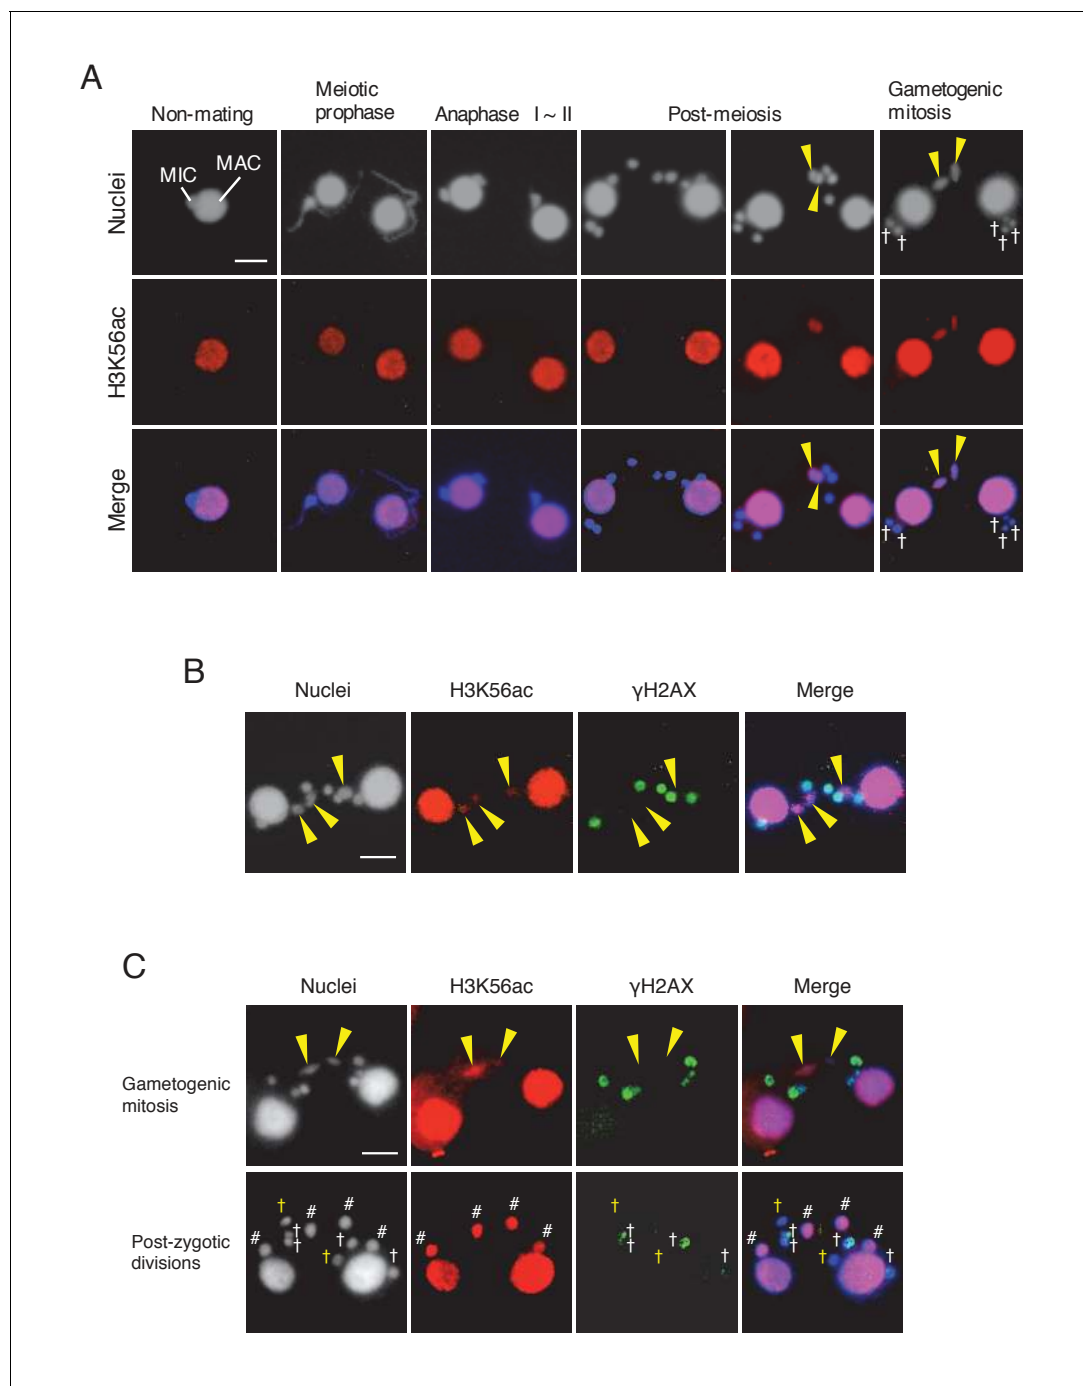 A
Non-mating
Meiotic
prophase
Anaphase I ~ II
Post-meiosis
Gametogenic
mitosis
Nuclei
MIC
MAC
† † † † †
H3K56ac
Merge
† † † † †
B
Nuclei H3K56ac γH2AX Merge
C
Nuclei H3K56ac γH2AX Merge
Gametogenic
mitosis
Post-zygotic
divisions
# † # † † # † † # †
# # # #
† † † † † †
† # † † # † † # # †